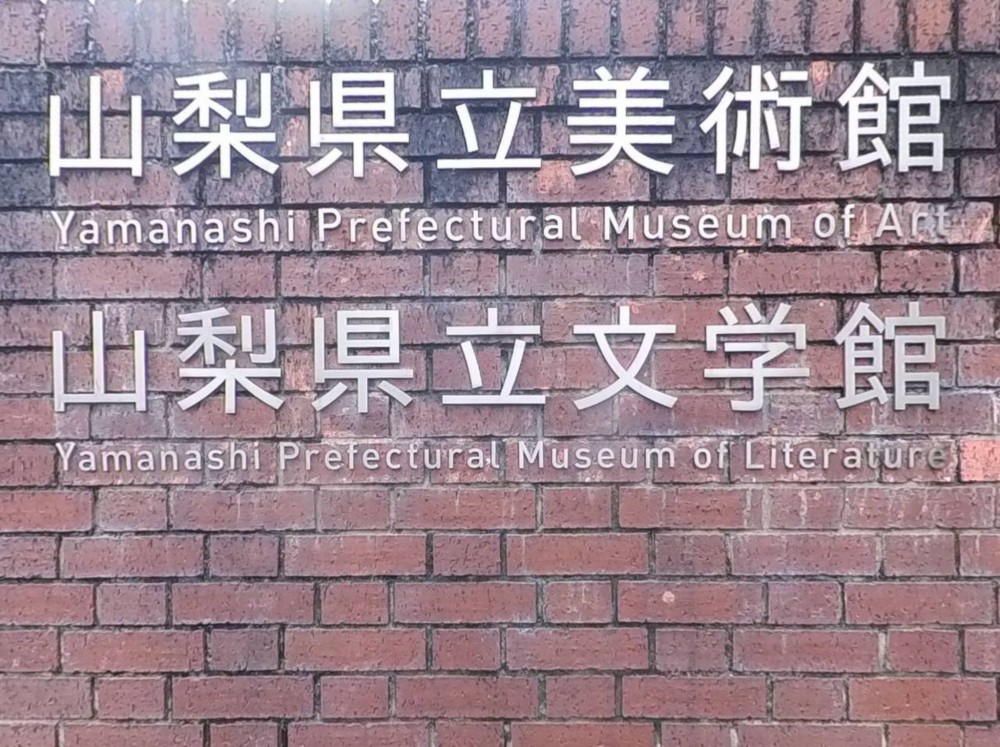 山梨県立美術館
Yamanashi Prefectural Museum of Art
山梨県立文学館
Yamanashi Prefectural Museum of Literature